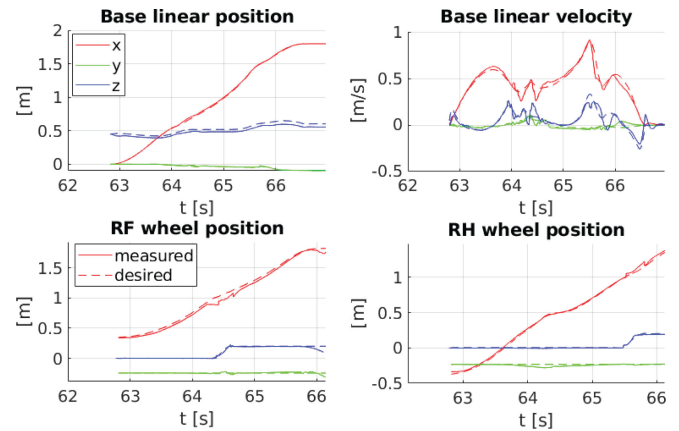 Base linear position
2
1.5
1
0.5
0
[m]
x
y
z
62 63 64 65 66
t [s]
Base linear velocity
1
0.5
0
-0.5
[m/s]
62 63 64 65 66
t [s]
RF wheel position
1.5
1
0.5
0
[m]
measured
desired
62 63 64 65 66
t [s]
RH wheel position
1
0.5
0
-0.5
[m]
62 63 64 65 66
t [s]